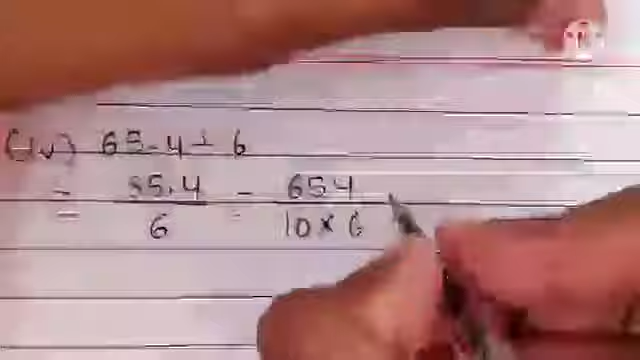 (iv) 65.4 ÷ 6
= 65.4 = 654
6 10 × 6